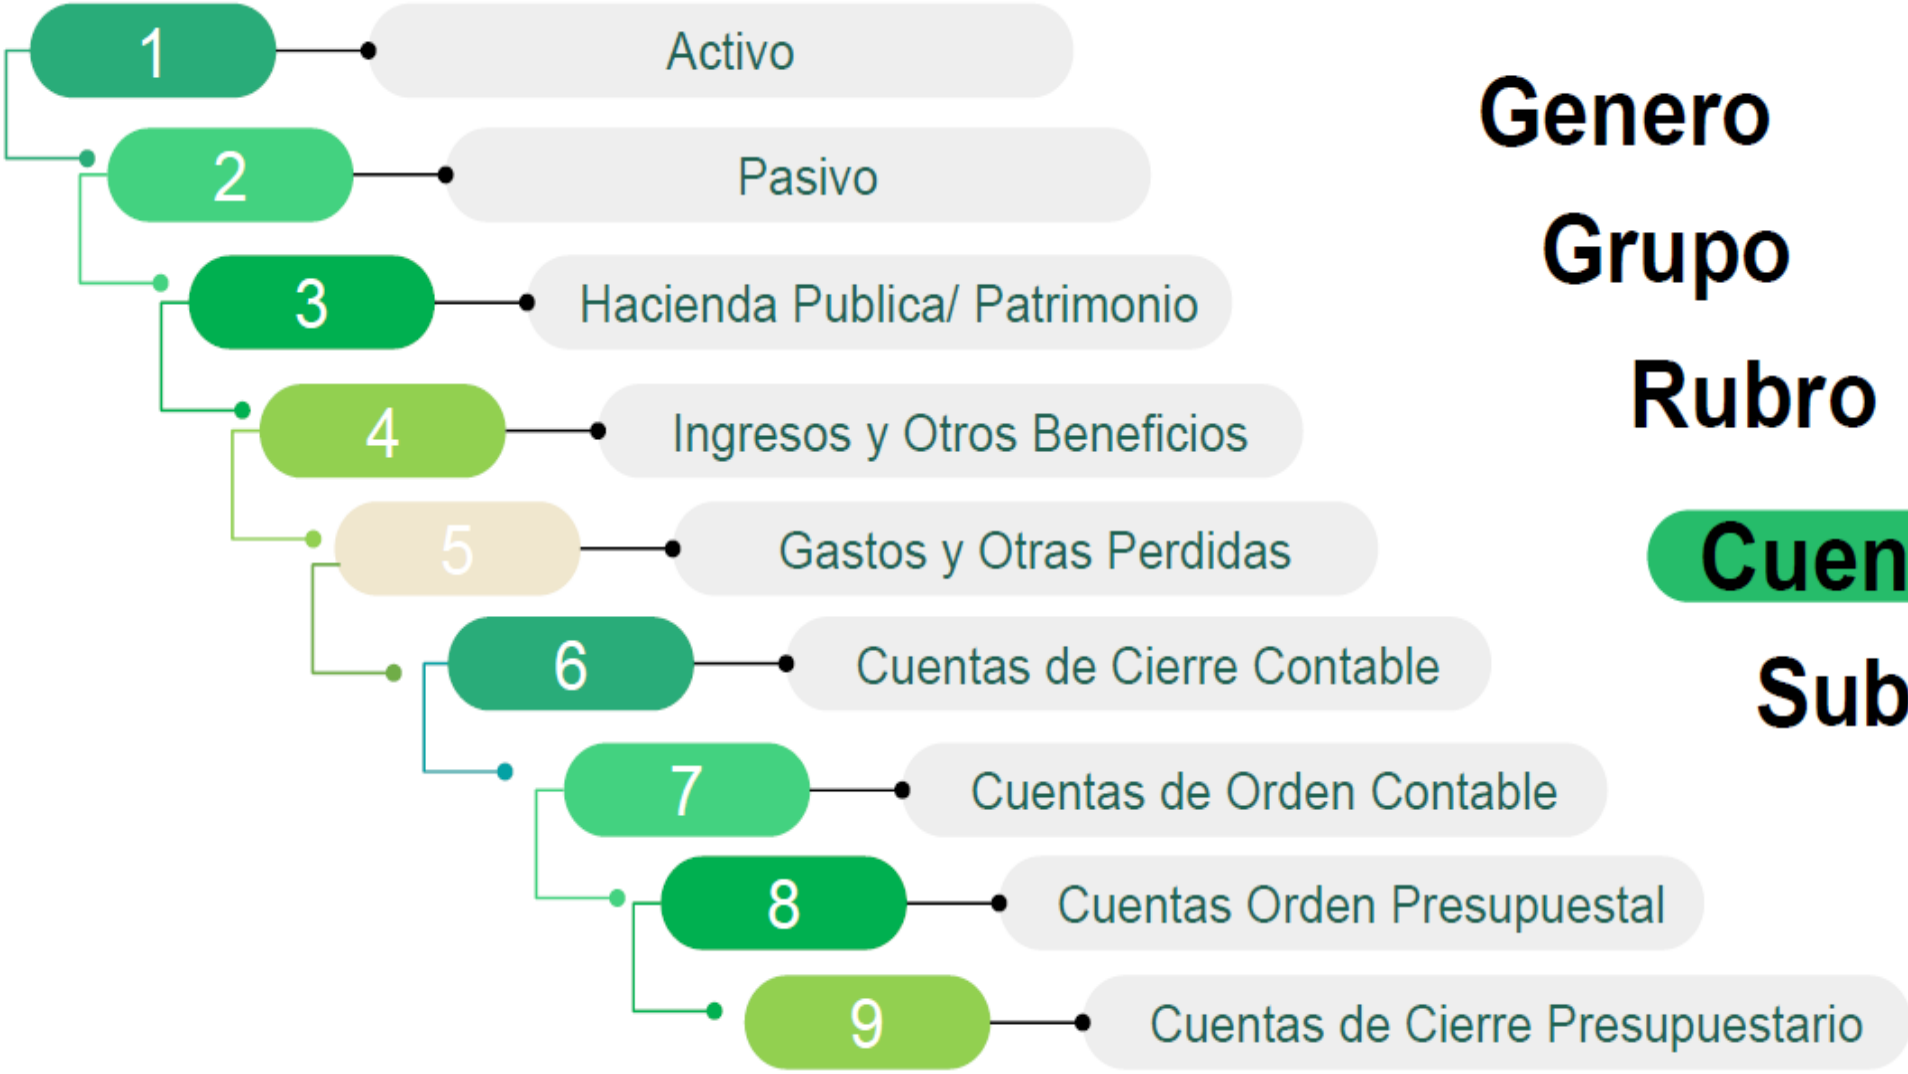 1 Activo
2 Pasivo
3 Hacienda Publica/ Patrimonio
4 Ingresos y Otros Beneficios
5 Gastos y Otras Perdidas
6 Cuentas de Cierre Contable
7 Cuentas de Orden Contable
8 Cuentas Orden Presupuestal
9 Cuentas de Cierre Presupuestario
Genero
Grupo
Rubro
Cuen
Sub